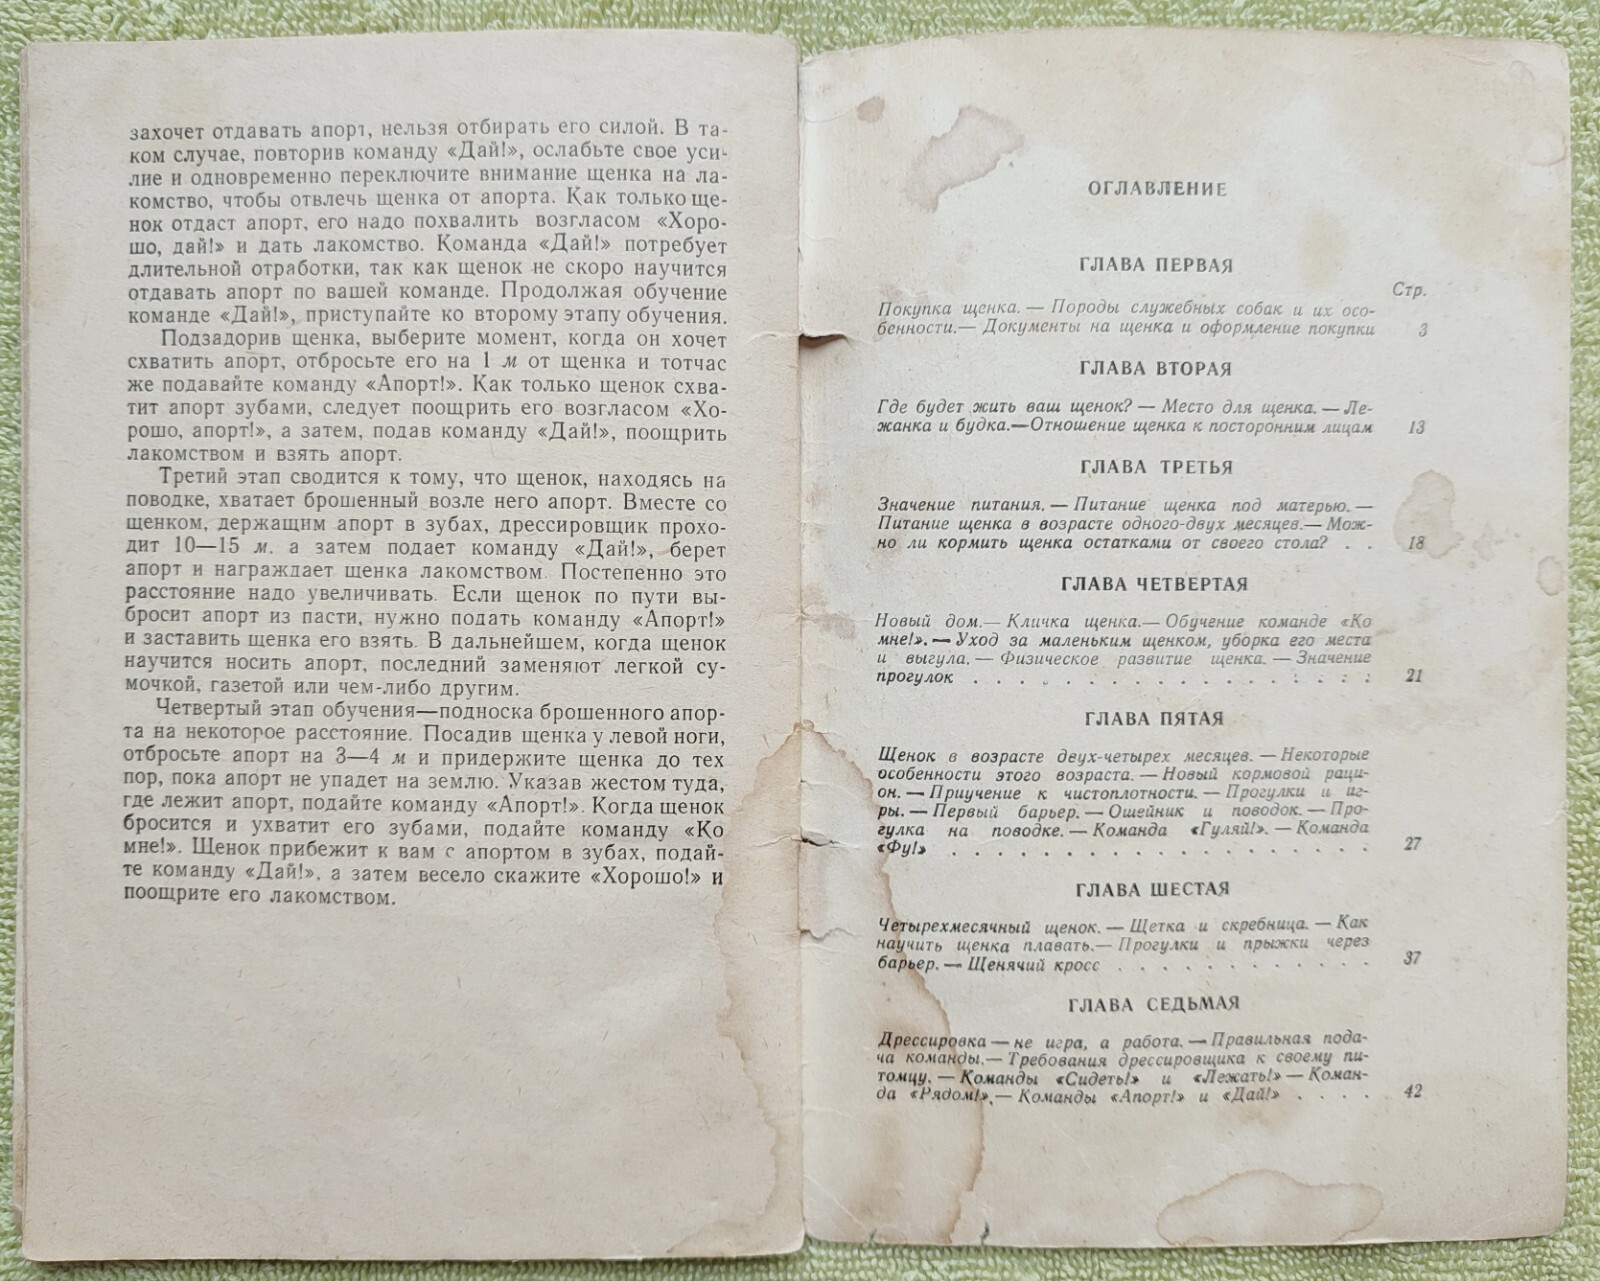 захочет отдавать апорт, нельзя отбирать его силой. В та-
ком случае, повторив команду «Дай!», ослабьте свое уси-
лие и одновременно переключите внимание щенка на ла-
комство, чтобы отвлечь щенка от апорта. Как только ще-
нок отдаст апорт, его надо похвалить возгласом «Хоро-
шо, дай!» и дать лакомство. Команда «Дай!» потребует
длительной отработки, так как щенок не скоро научится
отдавать апорт по вашей команде. Продолжая обучение
команде «Дай!», приступайте ко второму этапу обучения.
Подзадорив щенка, выберите момент, когда он хочет
схватить апорт, отбросьте его на 1 м от щенка и тотчас
же подавайте команду «Апорт!». Как только щенок схва-
тит апорт зубами, следует поощрить его возгласом «Хо-
рошо, апорт!», а затем, подав команду «Дай!», поощрить
лакомством и взять апорт.
Третий этап сводится к тому, что щенок, находясь на
поводке, хватает брошенный возле него апорт. Вместе со
щенком, держащим апорт в зубах, дрессировщик прохо-
дит 10—15 м. а затем подает команду «Дай!», берет
апорт и награждает щенка лакомством. Постепенно это
расстояние надо увеличивать. Если щенок по пути вы-
бросит апорт из пасти, нужно подать команду «Апорт!»
и заставить щенка его взять. В дальнейшем, когда щенок
научится носить апорт, последний заменяют легкой су-
мочкой, газетой или чем-либо другим.
Четвертый этап обучения—подноска брошенного апор-
та на некоторое расстояние. Посадив щенка у левой ноги,
отбросьте апорт на 3—4 м и придержите щенка до тех
пор, пока апорт не упадет на землю. Указав жестом туда,
где лежит апорт, подайте команду «Апорт!». Когда щенок
бросится и ухватит его зубами, подайте команду «Ко
мне!». Щенок прибежит к вам с апортом в зубах, подай-
те команду «Дай!», а затем весело скажите «Хорошо!» и
поощрите его лакомством.
ОГЛАВЛЕНИЕ
ГЛАВА ПЕРВАЯ
Стр.
Покупка щенка. — Породы служебных собак и их осо-
бенности.— Документы на щенка и оформление покупки 3
ГЛАВА ВТОРАЯ
Где будет жить ваш щенок? — Место для щенка. — Ле-
жанка и будка.—Отношение щенка к посторонним лицам 13
ГЛАВА ТРЕТЬЯ
Значение питания. — Питание щенка под матерью. —
Питание щенка в возрасте одного-двух месяцев.— Мож-
но ли кормить щенка остатками от своего стола? . . 18
ГЛАВА ЧЕТВЕРТАЯ
Новый дом.— Кличка щенка.— Обучение команде «Ко
мне!». — Уход за маленьким щенком, уборка его места
и выгула. — Физическое развитие щенка. — Значение
прогулок . . . . . . . . . . . . . . . . . . 21
ГЛАВА ПЯТАЯ
Щенок в возрасте двух-четырех месяцев. — Некоторые
особенности этого возраста. — Новый кормовой раци-
он. — Приучение к чистоплотности. — Прогулки и иг-
ры. — Первый барьер. — Ошейник и поводок. — Про-
гулка на поводке. — Команда «Гуляй!». — Команда
«Фу!» . . . . . . . . . . . . . . . . . . . 27
ГЛАВА ШЕСТАЯ
Четырехмесячный щенок. — Щетка и скребница. — Как
научить щенка плавать.— Прогулки и прыжки через
барьер. — Щенячий кросс . . . . . . . . . . . . 37
ГЛАВА СЕДЬМАЯ
Дрессировка — не игра, а работа. — Правильная пода-
ча команды.— Требования дрессировщика к своему пи-
томцу. — Команды «Сидеть!» и «Лежать!» — Коман-
да «Рядом!».— Команды «Апорт!» и «Дай!» . . . . 42